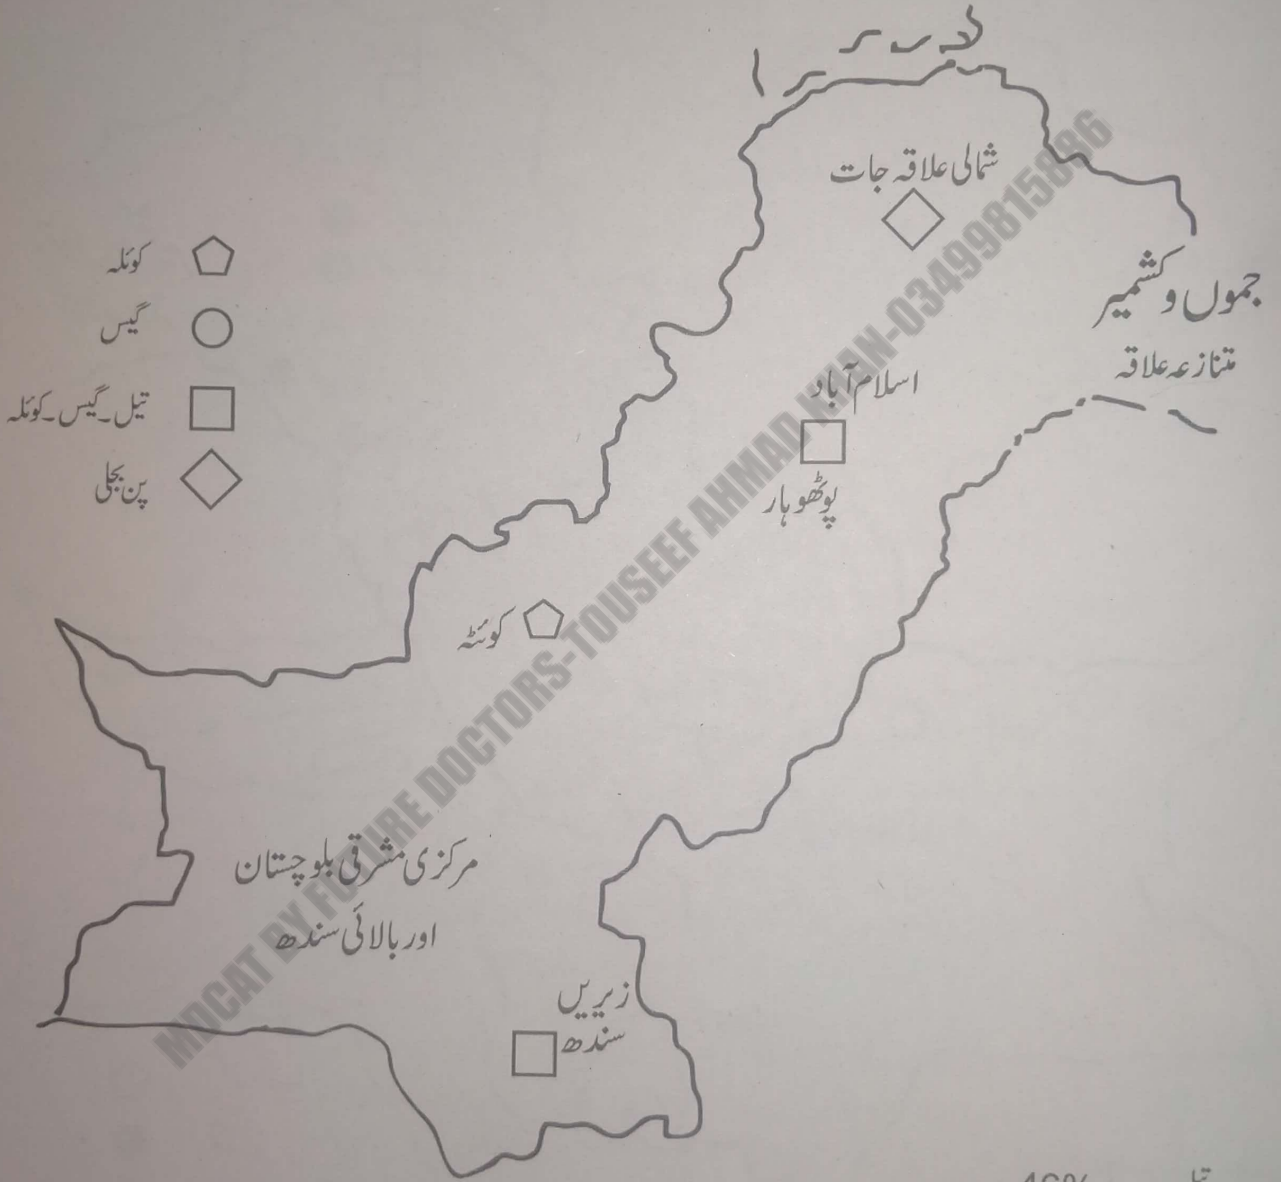 شمالی علاقہ جات
جموں و کشمیر
متنازعہ علاقہ
کوئلہ
گیس
تیل۔گیس۔کوئلہ
پن بجلی
اسلام آباد
پوٹھوہار
کوئٹہ
مرکزی مشرقی بلوچستان
اور بالائی سندھ
زیریں
سندھ
MDCAT BY FUTURE DOCTORS-TOUSEEF AHMAD KHAN-03499815886